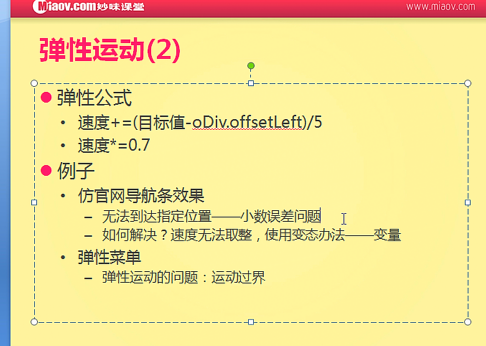 Miaov.com 妙味课堂
www.miaov.com
弹性运动(2)
弹性公式
速度+=(目标值-oDiv.offsetLeft)/5
速度*=0.7
例子
仿官网导航条效果
无法到达指定位置——小数误差问题
如何解决？速度无法取整，使用变态办法——变量
弹性菜单
弹性运动的问题：运动过界